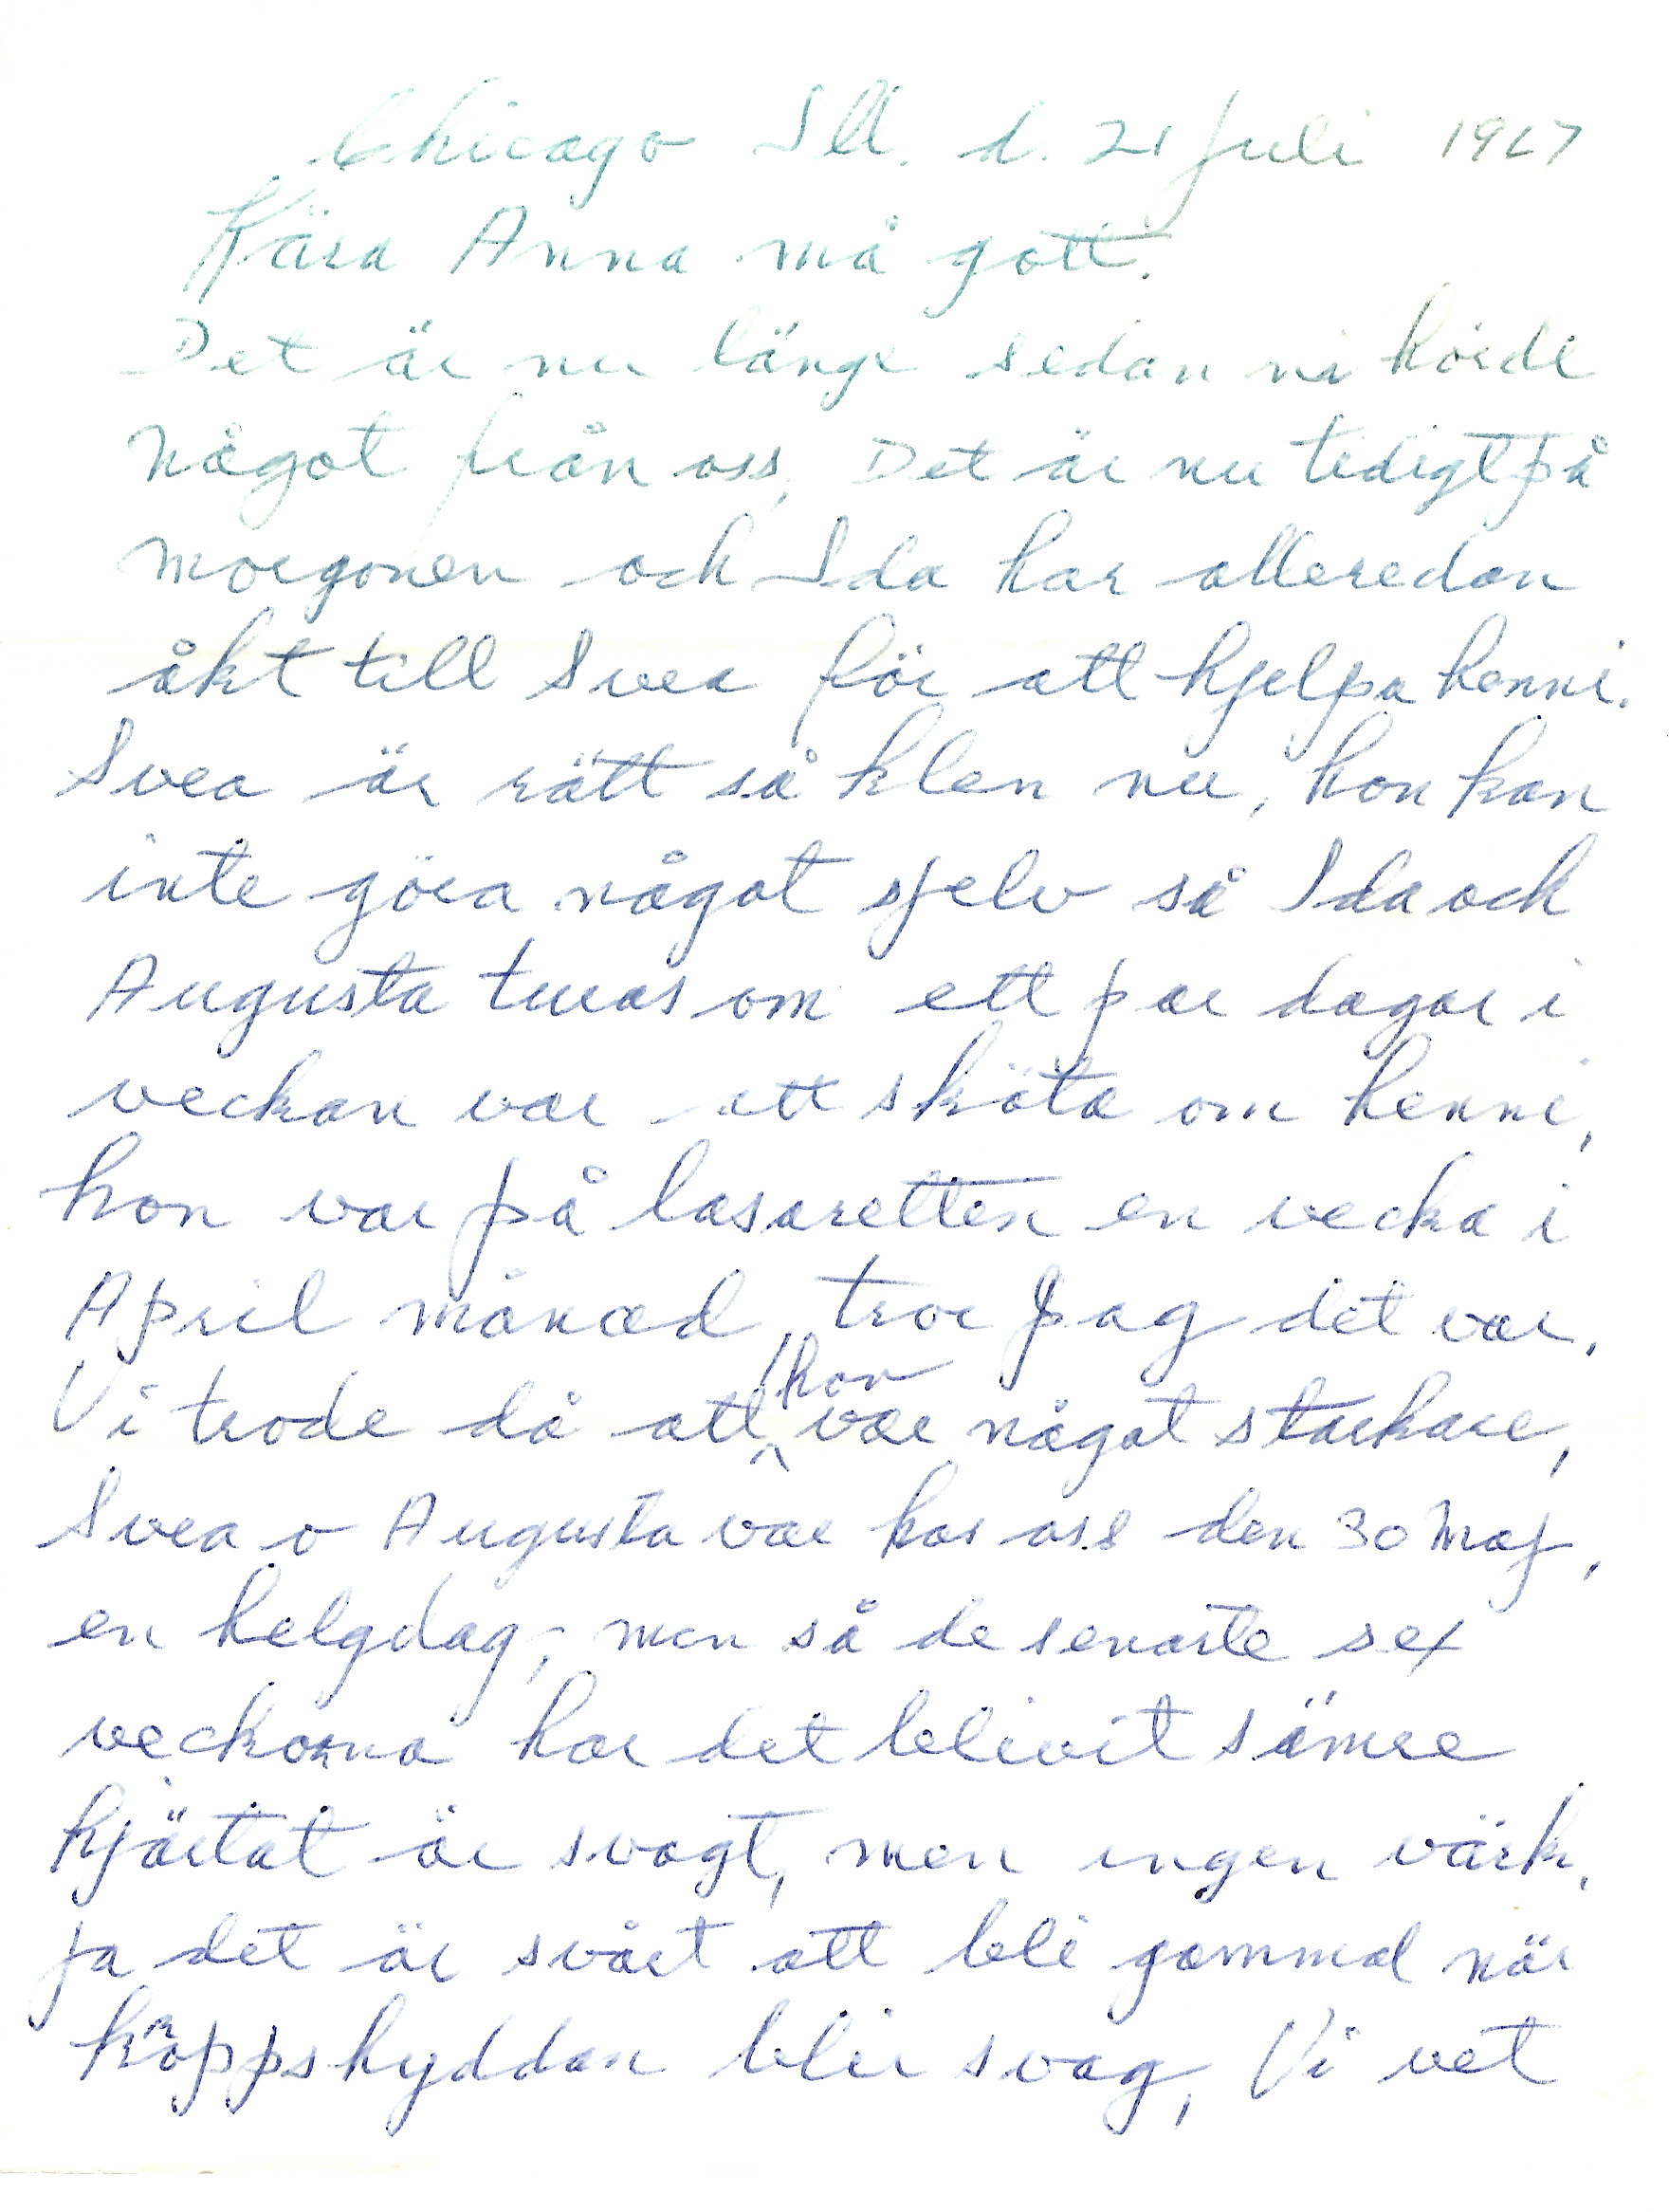 Chicago Ill. d. 21 Juli 1967
Kära Anna må gott.
Det är nu länge sedan ni hörde
något från oss, Det är nu tidigt på
morgonen och Ida har alleredan
åkt till Svea för att hjelpa henni.
Svea är rätt så klen nu, hon kan
inte göra något sjelv så Ida och
Augusta turas om ett par dagar i
veckan var att sköta om henni,
hon var på lasaretten en vecka i
April månad, tror Jag det var.
Vi trode då att hon var något starkare,
Svea o Augusta var hos oss den 30 Maj,
en helgdag, men så de senaste sex
veckorna har det blivit sämre
hjärtat är svagt, men ingen värk,
ja det är svårt att bli gammal när
kroppshyddan blir svag, Vi vet